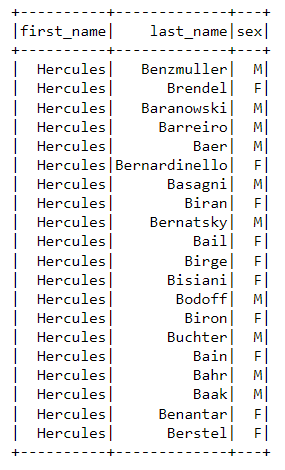 +----------+-------------+---+
|first_name|    last_name|sex|
+----------+-------------+---+
|  Hercules|   Benzmuller|  M|
|  Hercules|      Brendel|  F|
|  Hercules|   Baranowski|  M|
|  Hercules|     Barreiro|  M|
|  Hercules|         Baer|  M|
|  Hercules|Bernardinello|  F|
|  Hercules|      Basagni|  M|
|  Hercules|        Biran|  F|
|  Hercules|    Bernatsky|  M|
|  Hercules|         Bail|  F|
|  Hercules|        Birge|  F|
|  Hercules|      Bisiani|  F|
|  Hercules|       Bodoff|  M|
|  Hercules|        Biron|  F|
|  Hercules|      Buchter|  M|
|  Hercules|         Bain|  F|
|  Hercules|         Bahr|  M|
|  Hercules|         Baak|  M|
|  Hercules|     Benantar|  F|
|  Hercules|      Berstel|  F|
+----------+-------------+---+